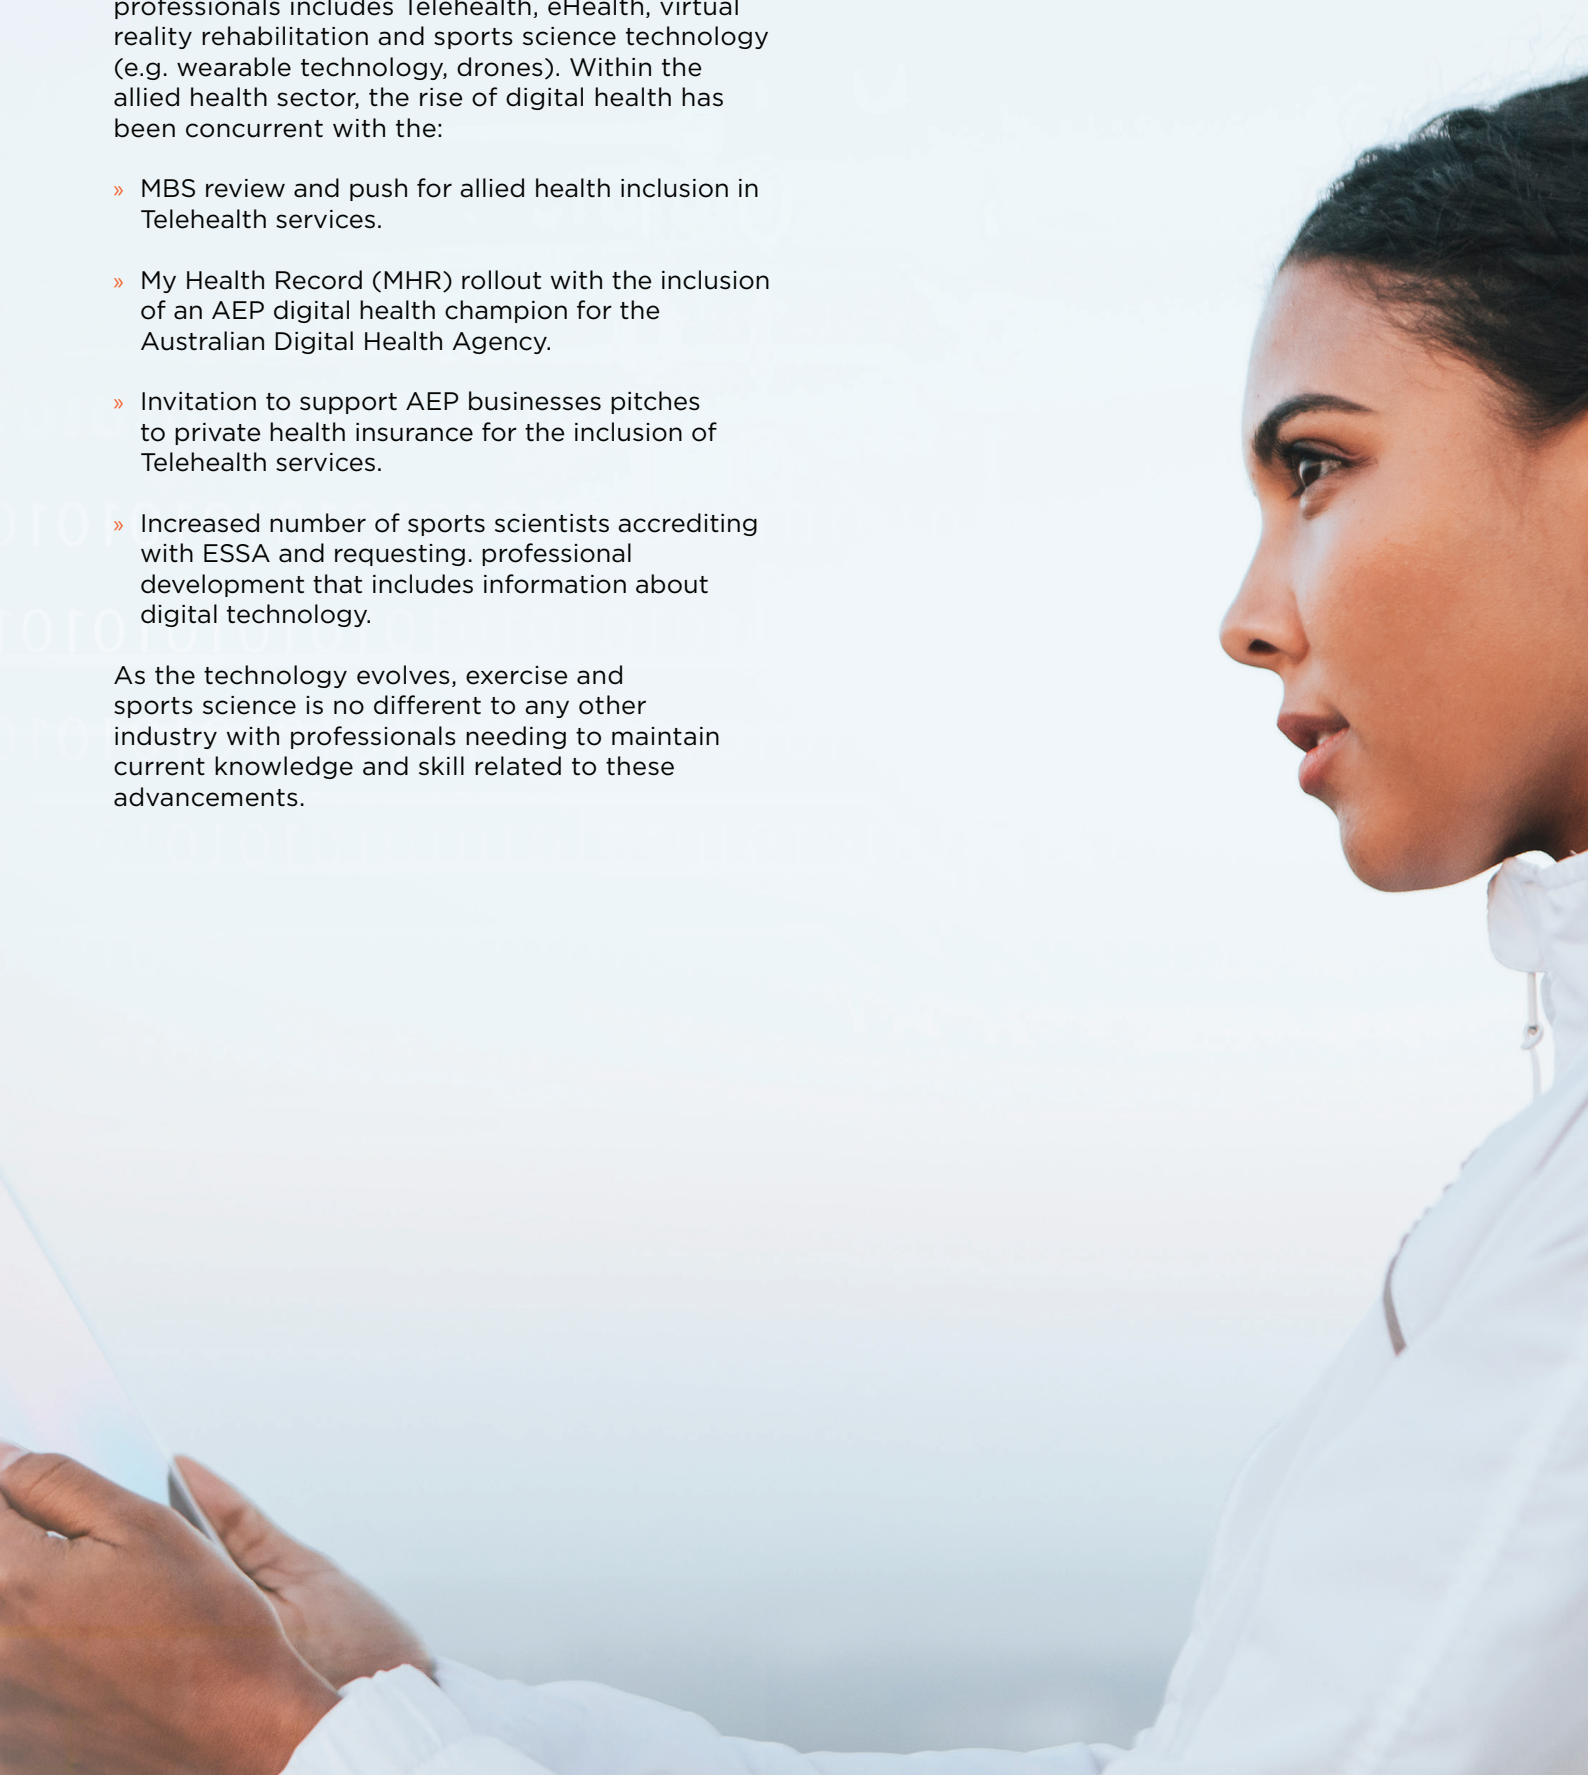 professionals includes Telehealth, eHealth, virtual
reality rehabilitation and sports science technology
(e.g. wearable technology, drones). Within the
allied health sector, the rise of digital health has
been concurrent with the:
» MBS review and push for allied health inclusion in
Telehealth services.
» My Health Record (MHR) rollout with the inclusion
of an AEP digital health champion for the
Australian Digital Health Agency.
» Invitation to support AEP businesses pitches
to private health insurance for the inclusion of
Telehealth services.
» Increased number of sports scientists accrediting
with ESSA and requesting. professional
development that includes information about
digital technology.
As the technology evolves, exercise and
sports science is no different to any other
industry with professionals needing to maintain
current knowledge and skill related to these
advancements.